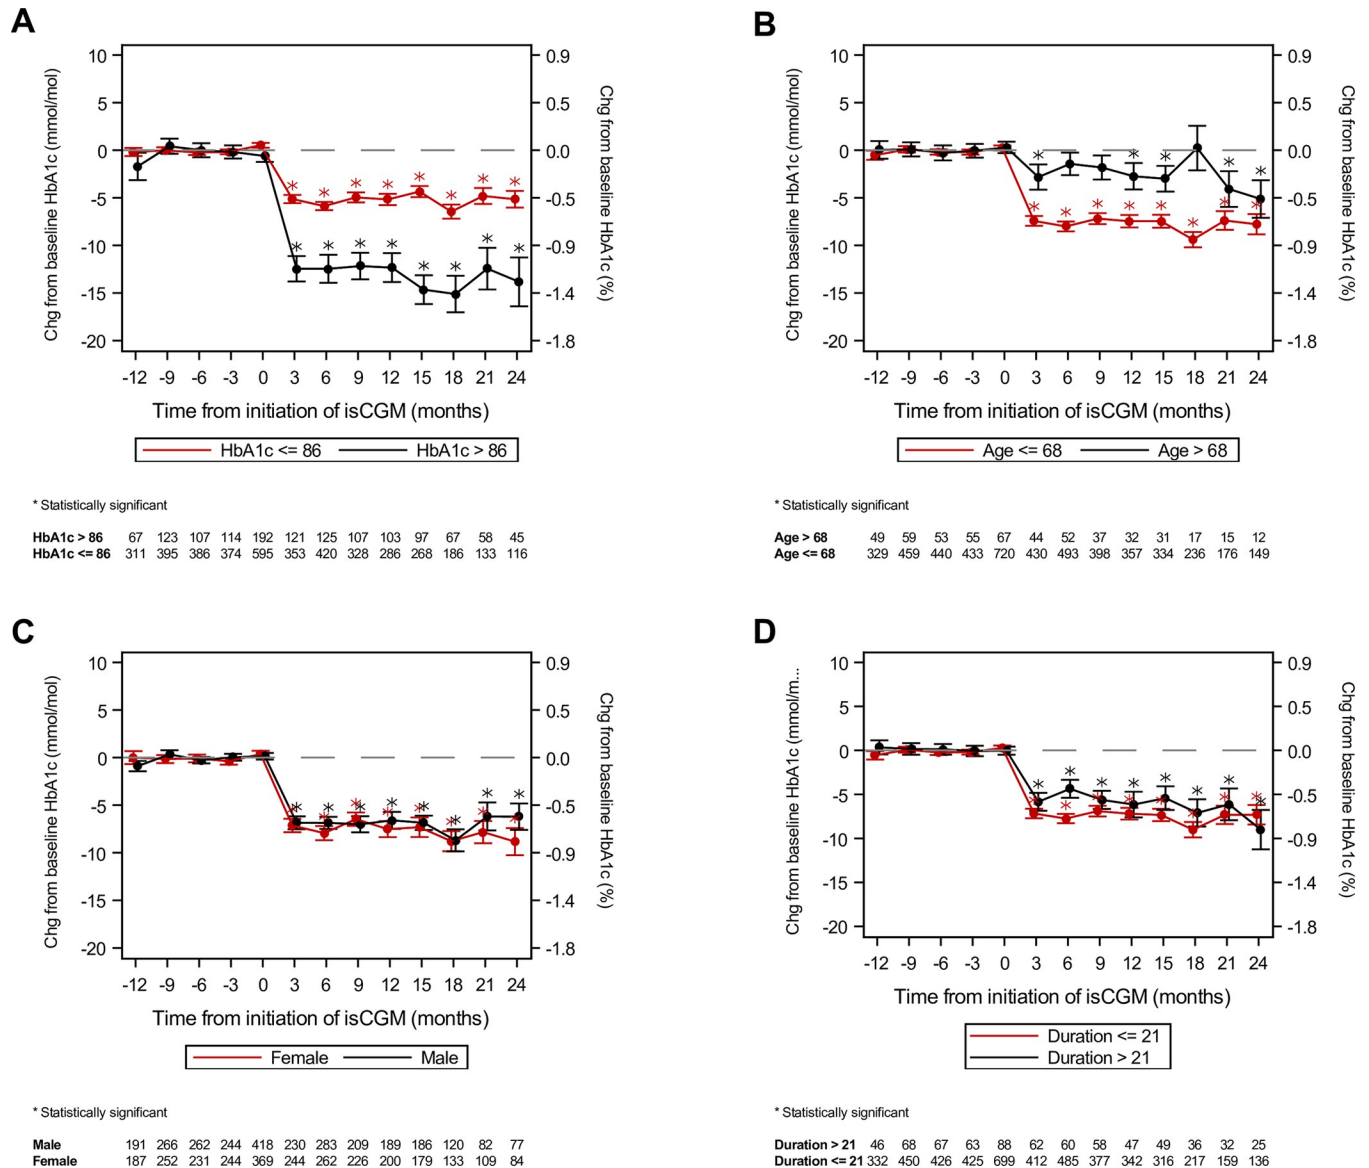 A
10
5
0
-5
-10
-15
-20
Chg from baseline HbA1c (mmol/mol)
0.9
0.5
0.0
-0.5
-0.9
-1.4
-1.8
Chg from baseline HbA1c (%)
-12 -9 -6 -3 0 3 6 9 12 15 18 21 24
Time from initiation of isCGM (months)
HbA1c <= 86 HbA1c > 86
* Statistically significant
HbA1c > 86 67 123 107 114 192 121 125 107 103 97 67 58 45
HbA1c <= 86 311 395 386 374 595 353 420 328 286 268 186 133 116
B
10
5
0
-5
-10
-15
-20
Chg from baseline HbA1c (mmol/mol)
0.9
0.5
0.0
-0.5
-0.9
-1.4
-1.8
Chg from baseline HbA1c (%)
-12 -9 -6 -3 0 3 6 9 12 15 18 21 24
Time from initiation of isCGM (months)
Age <= 68 Age > 68
* Statistically significant
Age > 68 49 59 53 55 67 44 52 37 32 31 17 15 12
Age <= 68 329 459 440 433 720 430 493 398 357 334 236 176 149
C
10
5
0
-5
-10
-15
-20
Chg from baseline HbA1c (mmol/mol)
0.9
0.5
0.0
-0.5
-0.9
-1.4
-1.8
Chg from baseline HbA1c (%)
-12 -9 -6 -3 0 3 6 9 12 15 18 21 24
Time from initiation of isCGM (months)
Female Male
* Statistically significant
Male 191 266 262 244 418 230 283 209 189 186 120 82 77
Female 187 252 231 244 369 244 262 226 200 179 133 109 84
D
10
5
0
-5
-10
-15
-20
Chg from baseline HbA1c (mmol/m...
0.9
0.5
0.0
-0.5
-0.9
-1.4
-1.8
Chg from baseline HbA1c (%)
-12 -9 -6 -3 0 3 6 9 12 15 18 21 24
Time from initiation of isCGM (months)
Duration <= 21
Duration > 21
* Statistically significant
Duration > 21 46 68 67 63 88 62 60 58 47 49 36 32 25
Duration <= 21 332 450 426 425 699 412 485 377 342 316 217 159 136